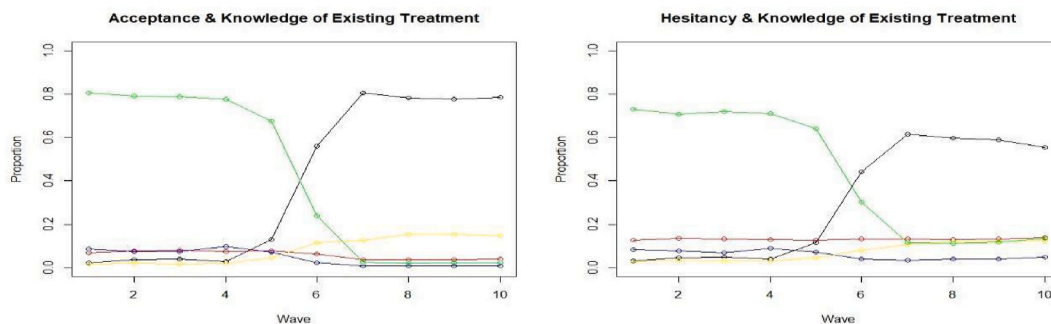 Acceptance & Knowledge of Existing Treatment
Proportion
1.0
0.8
0.6
0.4
0.2
0.0
2 4 6 8 10
Wave
Hesitancy & Knowledge of Existing Treatment
Proportion
1.0
0.8
0.6
0.4
0.2
0.0
2 4 6 8 10
Wave